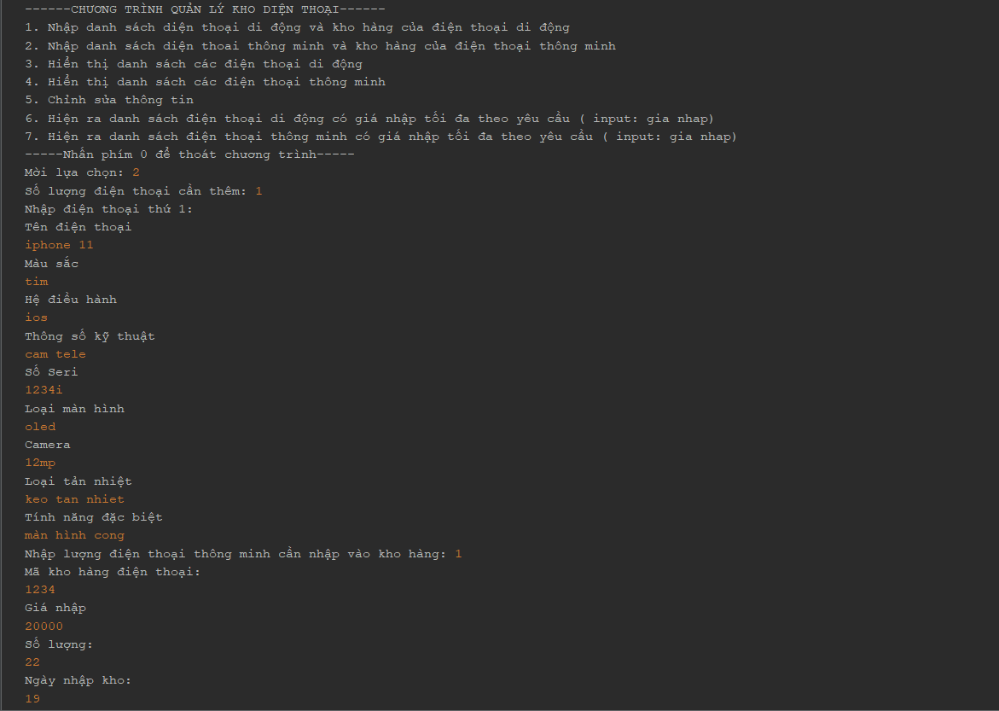 ------CHƯƠNG TRÌNH QUẢN LÝ KHO DIỆN THOẠI------
1. Nhập danh sách diện thoại di động và kho hàng của điện thoại di động
2. Nhập danh sách diện thoai thông minh và kho hàng của điện thoại thông minh
3. Hiển thị danh sách các điện thoại di động
4. Hiển thị danh sách các điện thoại thông minh
5. Chỉnh sửa thông tin
6. Hiện ra danh sách điện thoại di động có giá nhập tối đa theo yêu cầu ( input: gia nhap)
7. Hiện ra danh sách điện thoại thông minh có giá nhập tối đa theo yêu cầu ( input: gia nhap)
-----Nhấn phím 0 để thoát chương trình-----
Mời lựa chọn: 2
Số lượng điện thoại cần thêm: 1
Nhập điện thoại thứ 1:
Tên điện thoại
iphone 11
Màu sắc
tim
Hệ điều hành
ios
Thông số kỹ thuật
cam tele
Số Seri
1234i
Loại màn hình
oled
Camera
12mp
Loại tản nhiệt
keo tan nhiet
Tính năng đặc biệt
màn hình cong
Nhập lượng điện thoại thông minh cần nhập vào kho hàng: 1
Mã kho hàng điện thoại:
1234
Giá nhập
20000
Số lượng:
22
Ngày nhập kho:
19